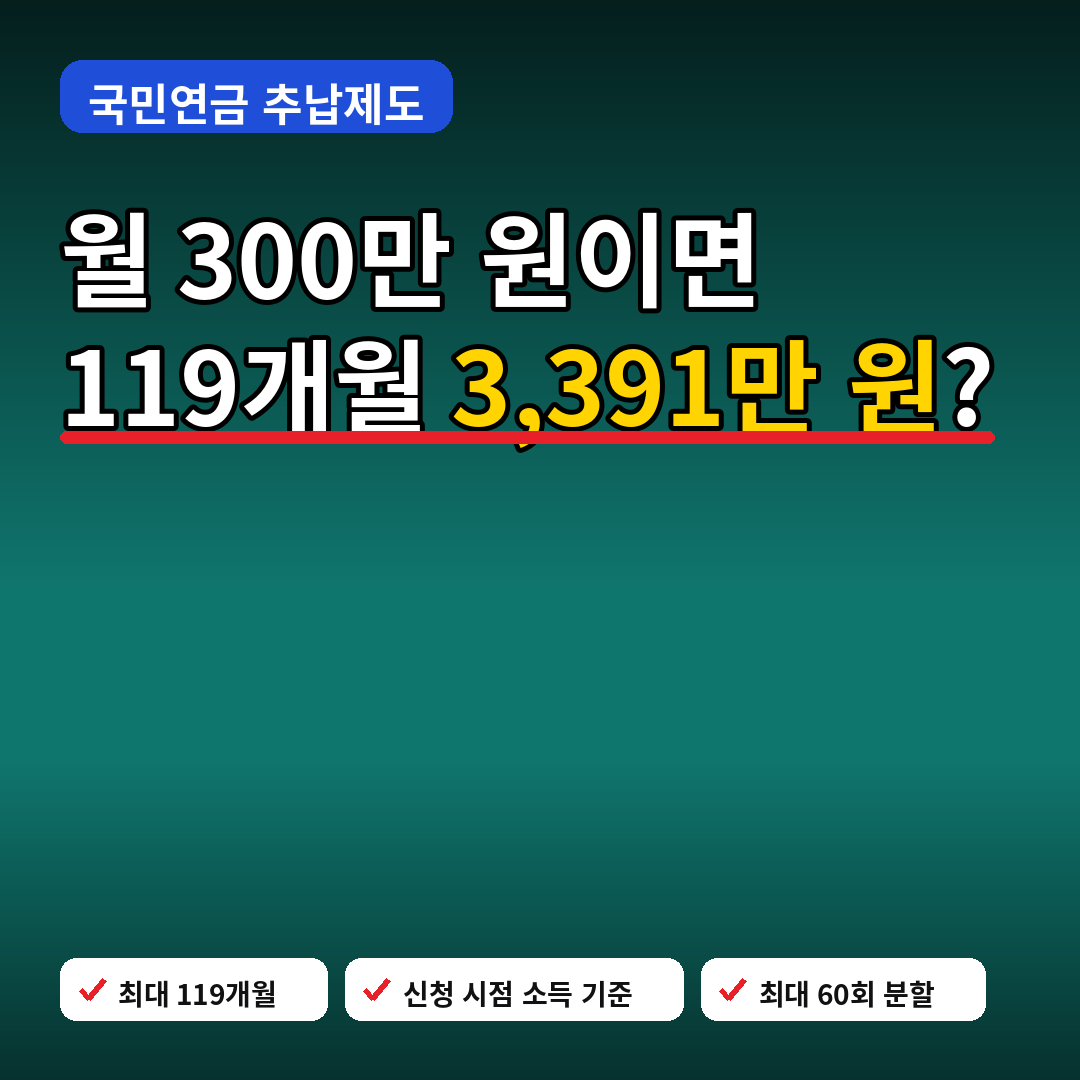 국민연금 추납제도
월 300만 원이면
119개월 3,391만 원?
최대 119개월
신청 시점 소득 기준
최대 60회 분할